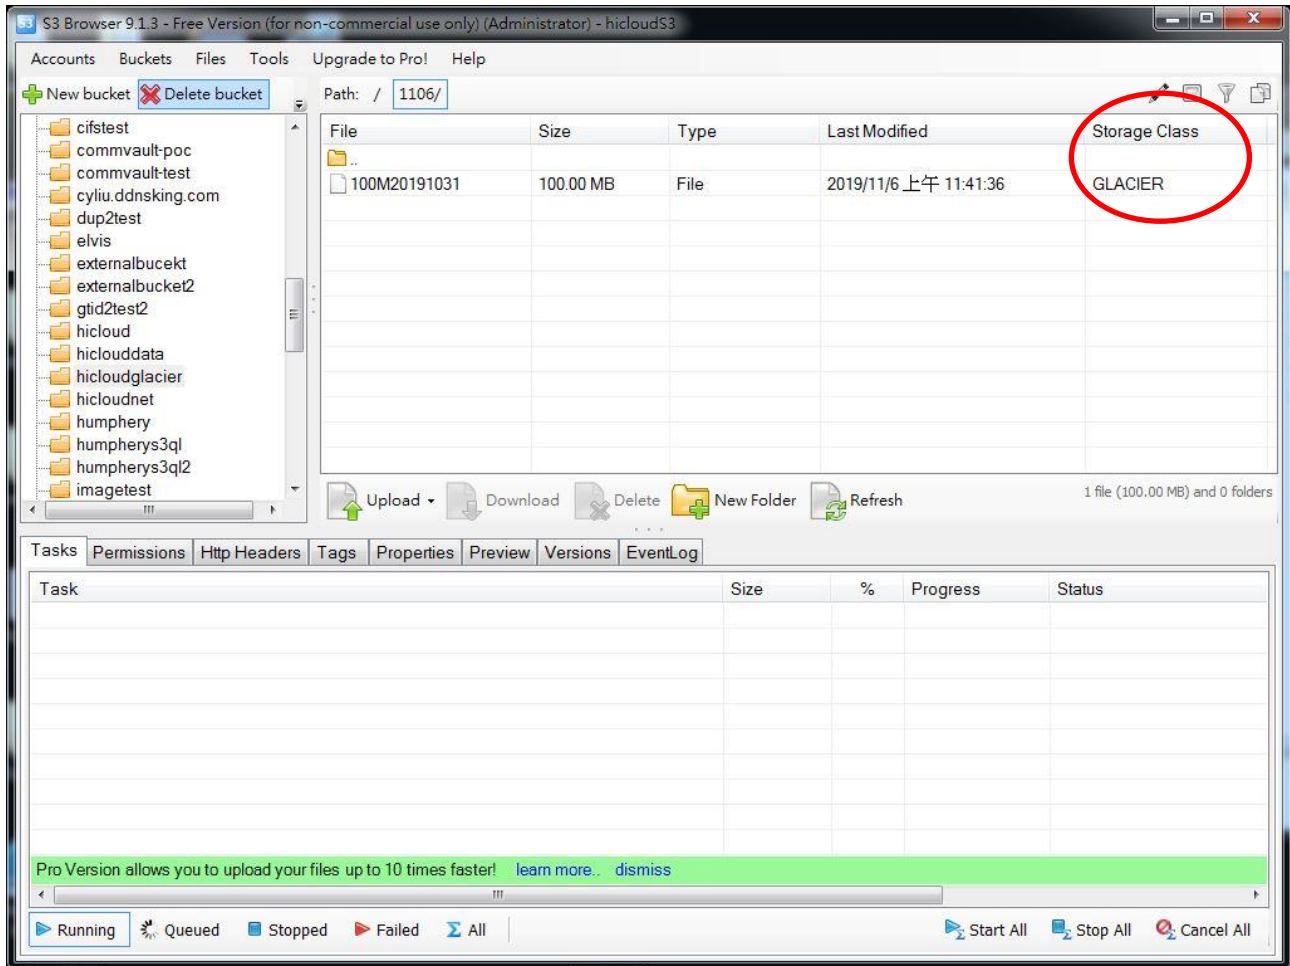 S3 Browser 9.1.3 - Free Version (for non-commercial use only) (Administrator) - hicloudS3
Accounts Buckets Files Tools Upgrade to Pro! Help
New bucket Delete bucket Path: / 1106/
cifstest
commvault-poc
commvault-test
cyliu.ddnsking.com
dup2test
elvis
externalbucekt
externalbucket2
gtid2test2
hicloud
hiclouddata
hicloudglacier
hicloudnet
humphery
humpherys3ql
humpherys3ql2
imagetest
File Size Type Last Modified Storage Class
..
100M20191031 100.00 MB File 2019/11/6 上午 11:41:36 GLACIER
Upload Download Delete New Folder Refresh 1 file (100.00 MB) and 0 folders
Tasks Permissions Http Headers Tags Properties Preview Versions EventLog
Task Size % Progress Status
Pro Version allows you to upload your files up to 10 times faster! learn more.. dismiss
Running Queued Stopped Failed All Start All Stop All Cancel All